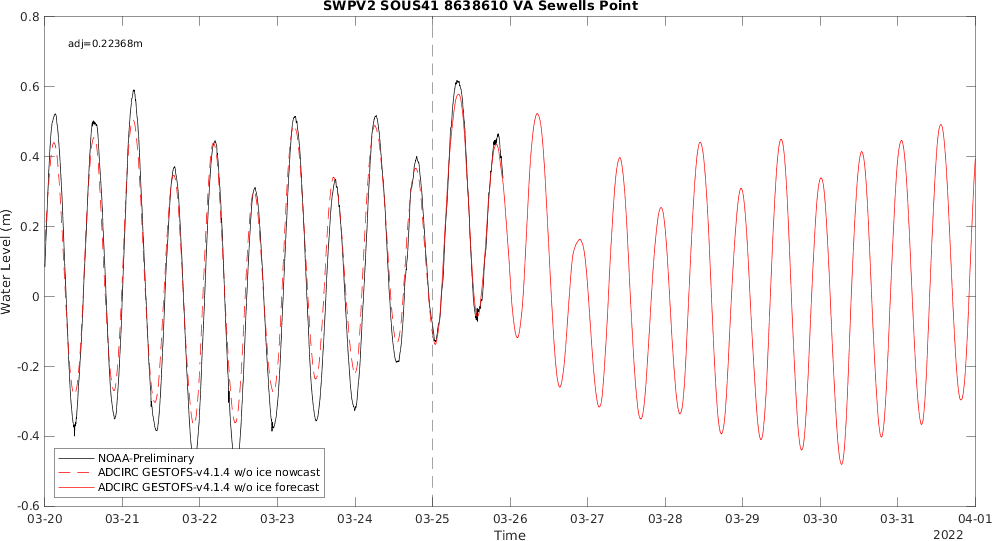 SWPV2 SOUS41 8638610 VA Sewells Point
adj=0.22368m
0.8
0.6
0.4
0.2
0
-0.2
-0.4
-0.6
Water Level (m)
NOAA-Preliminary
ADCIRC GESTOFS-v4.1.4 w/o ice nowcast
ADCIRC GESTOFS-v4.1.4 w/o ice forecast
03-20 03-21 03-22 03-23 03-24 03-25 03-26 03-27 03-28 03-29 03-30 03-31 04-01
Time
2022